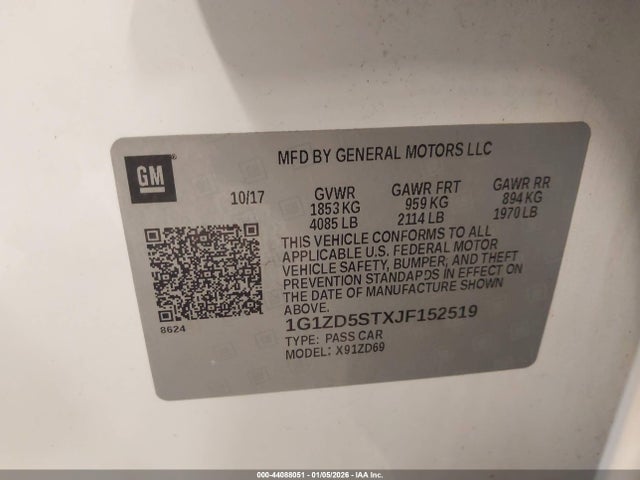 MFD BY GENERAL MOTORS LLC
GM
10/17
GVWR GAWR FRT GAWR RR
1853 KG 959 KG 894 KG
4085 LB 2114 LB 1970 LB
THIS VEHICLE CONFORMS TO ALL
APPLICABLE U.S. FEDERAL MOTOR
VEHICLE SAFETY, BUMPER, AND THEFT
PREVENTION STANDARDS IN EFFECT ON
THE DATE OF MANUFACTURE SHOWN
ABOVE.
8624
1G1ZD5STXJF152519
TYPE: PASS CAR
MODEL: X91ZD69
000-44088051 - 01/05/2026 - IAA Inc.